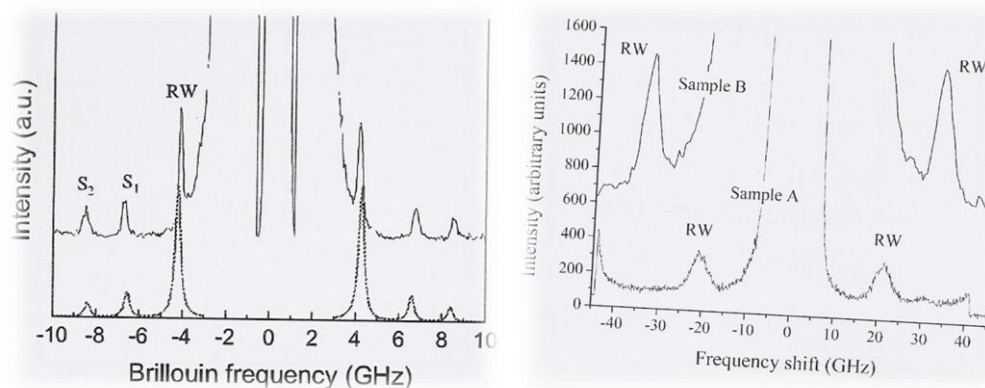 RW
S2
S1
Intensity (a.u.)
-10 -8 -6 -4 -2 0 2 4 6 8 10
Brillouin frequency (GHz)
1600
1400
1200
1000
800
600
400
200
0
RW
Sample B
RW
Sample A
RW
RW
Intensity (arbitrary units)
-40 -30 -20 -10 0 10 20 30 40
Frequency shift (GHz)